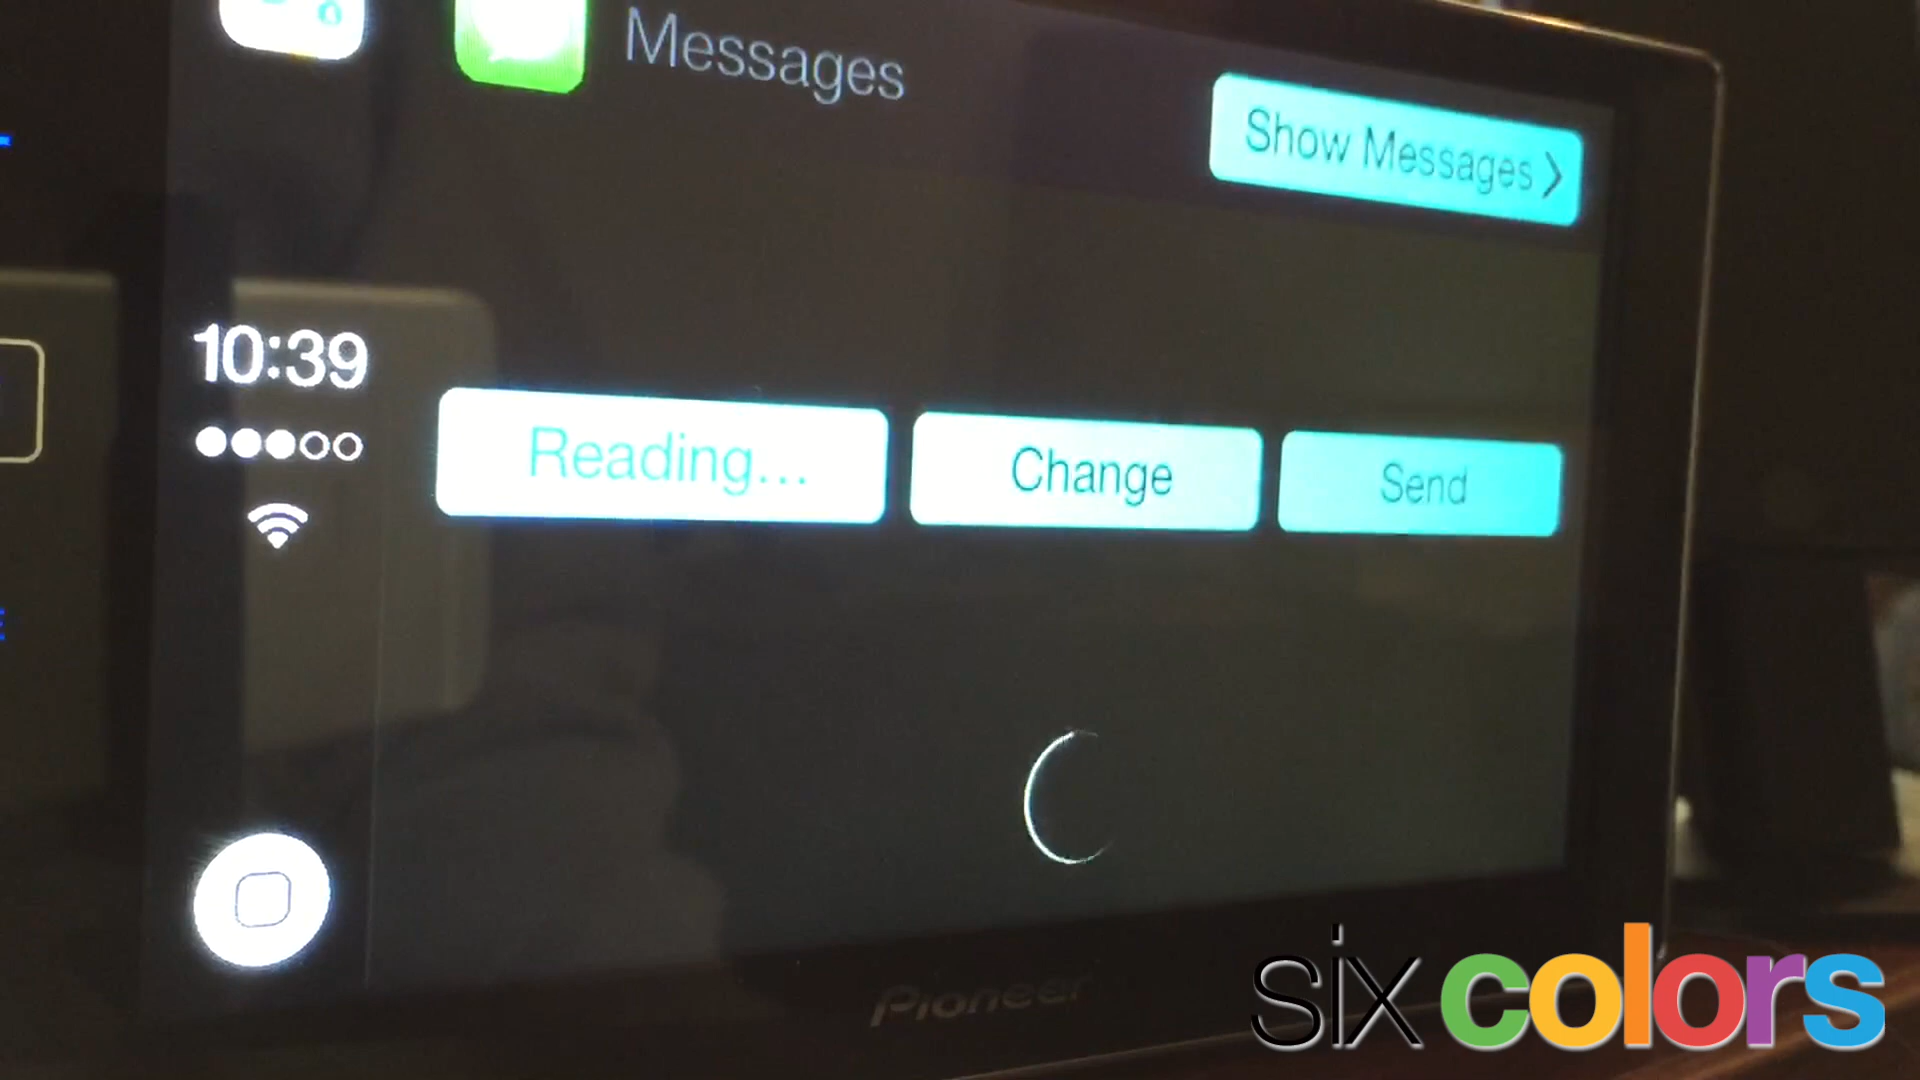 Messages
Show Messages
10:39
Reading...
Change
Send
Pioneer
six colors